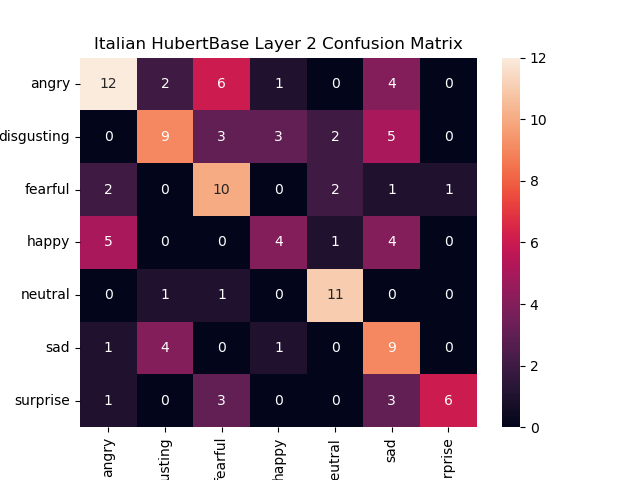 Italian HubertBase Layer 2 Confusion Matrix
angry 12 2 6 1 0 4 0
disgusting 0 9 3 3 2 5 0
fearful 2 0 10 0 2 1 1
happy 5 0 0 4 1 4 0
neutral 0 1 1 0 11 0 0
sad 1 4 0 1 0 9 0
surprise 1 0 3 0 0 3 6
angry
usting
fearful
happy
eutral
sad
rprise
12
10
8
6
4
2
0